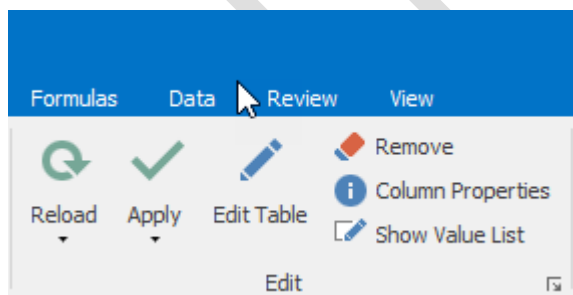 Formulas Data Review View
Remove
Column Properties
Reload Apply Edit Table
Show Value List
Edit